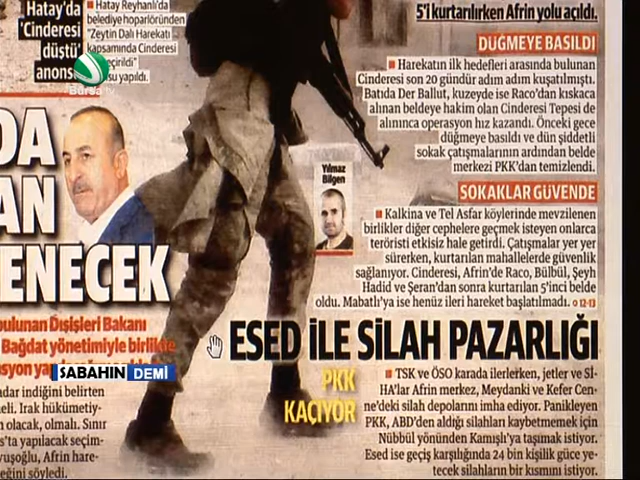 Hatay'da
'Cinderesi
düştü'
anons
Hatay Reyhanlı'da
belediye hoparlöründen
"Zeytin Dalı Harekatı
kapsamında Cinderesi
geçirildi"
su yapıldı.
Bursa tv
5'i kurtarılırken Afrin yolu açıldı.
DÜĞMEYE BASILDI
Harekatın ilk hedefleri arasında bulunan
Cinderesi son 20 gündür adım adım kuşatılmıştı.
Batıda Der Ballut, kuzeyde ise Raco'dan kıskaca
alınan beldeye hakim olan Cinderesi Tepesi de
alınınca operasyon hız kazandı. Önceki gece
düğmeye basıldı ve dün şiddetli
sokak çatışmalarının ardından belde
merkezi PKK'dan temizlendi.
SOKAKLAR GÜVENDE
Kalkina ve Tel Asfar köylerinde mevzilenen
birlikler diğer cephelere geçmek isteyen onlarca
teröristi etkisiz hale getirdi. Çatışmalar yer yer
sürerken, kurtarılan mahallelerde güvenlik
sağlanıyor. Cinderesi, Afrin'de Raco, Bülbül, Şeyh
Hadid ve Şeran'dan sonra kurtarılan 5'inci belde
oldu. Mabatlı'ya ise henüz ileri hareket başlatılmadı. 12-13
Yılmaz
Bilgen
DA
AN
ENECEK
bulunan Dışişleri Bakanı
Bağdat yönetimiyle birlikte
SABAHIN DEMİ
adar indiğini belirten
eli. Irak hükümetiy-
n olacak, olmalı. Sınır
s'ta yapılacak seçim-
vuşoğlu, Afrin hare-
eğini söyledi.
ESED İLE SİLAH PAZARLIĞI
PKK
KAÇIYOR
TSK ve ÖSO karada ilerlerken, jetler ve Sİ-
HA'lar Afrin merkez, Meydanki ve Kefer Cen-
ne'deki silah depolarını imha ediyor. Panikleyen
PKK, ABD'den aldığı silahları kaybetmemek için
Nübbül yönünden Kamışlı'ya taşımak istiyor.
Esed ise geçiş karşılığında 24 bin kişilik güce ye-
tecek silahların bir kısmını istiyor.